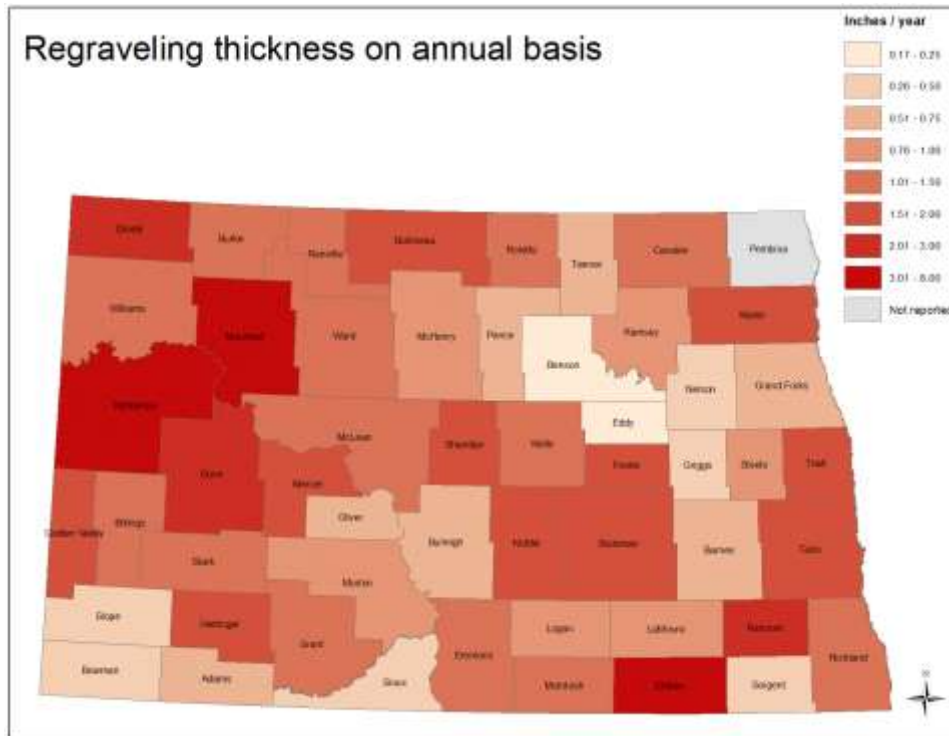 Regraveling thickness on annual basis
Inches / year
0.17 - 0.25
0.26 - 0.50
0.51 - 0.75
0.76 - 1.00
1.01 - 1.50
1.51 - 2.00
2.01 - 3.00
3.01 - 6.00
Not reported
Divide
Burke
Renville
Bottineau
Rolette
Towner
Cavalier
Pembina
Williams
Mountrail
Ward
McHenry
Pierce
Benson
Ramsey
Walsh
Nelson
Grand Forks
McKenzie
Dunn
McLean
Mercer
Oliver
Sheridan
Wells
Eddy
Foster
Griggs
Steele
Traill
Golden Valley
Billings
Stark
Morton
Burleigh
Kidder
Stutsman
Barnes
Cass
Slope
Hettinger
Grant
Bowman
Adams
Sioux
Emmons
Logan
LaMoure
Ransom
Richland
McIntosh
Dickey
Sargent